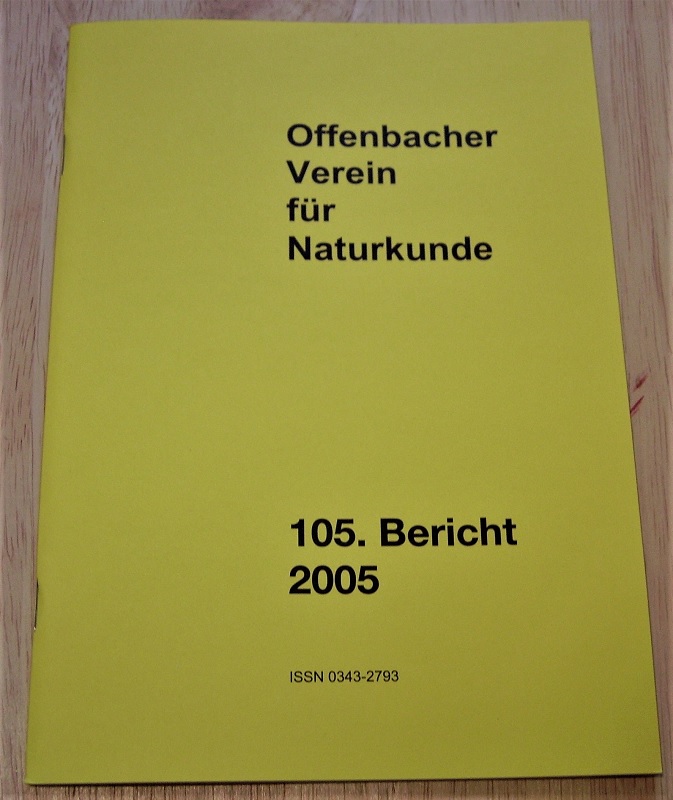 Offenbacher
Verein
für
Naturkunde
105. Bericht
2005
ISSN 0343-2793